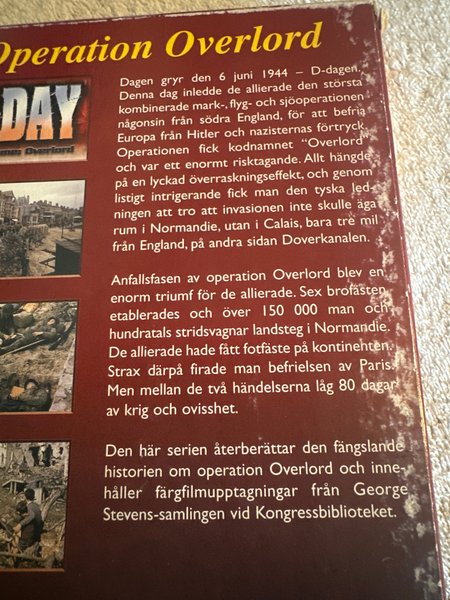 Operation Overlord
DAY
Overlord
Dagen gryr den 6 juni 1944 – D-dagen.
Denna dag inledde de allierade den största
kombinerade mark-, flyg- och sjöoperationen
någonsin från södra England, för att befria
Europa från Hitler och nazisternas förtryck.
Operationen fick kodnamnet "Overlord"
och var ett enormt risktagande. Allt hängde
på en lyckad överraskningseffekt, och genom
listigt intrigerande fick man den tyska led-
ningen att tro att invasionen inte skulle äga
rum i Normandie, utan i Calais, bara tre mil
från England, på andra sidan Doverkanalen.
Anfallsfasen av operation Overlord blev en
enorm triumf för de allierade. Sex brofästen
etablerades och över 150 000 man och
hundratals stridsvagnar landsteg i Normandie.
De allierade hade fått fotfäste på kontinenten.
Strax därpå firade man befrielsen av Paris.
Men mellan de två händelserna låg 80 dagar
av krig och ovisshet.
Den här serien återberättar den fängslande
historien om operation Overlord och inne-
håller färgfilmupptagningar från George
Stevens-samlingen vid Kongressbiblioteket.